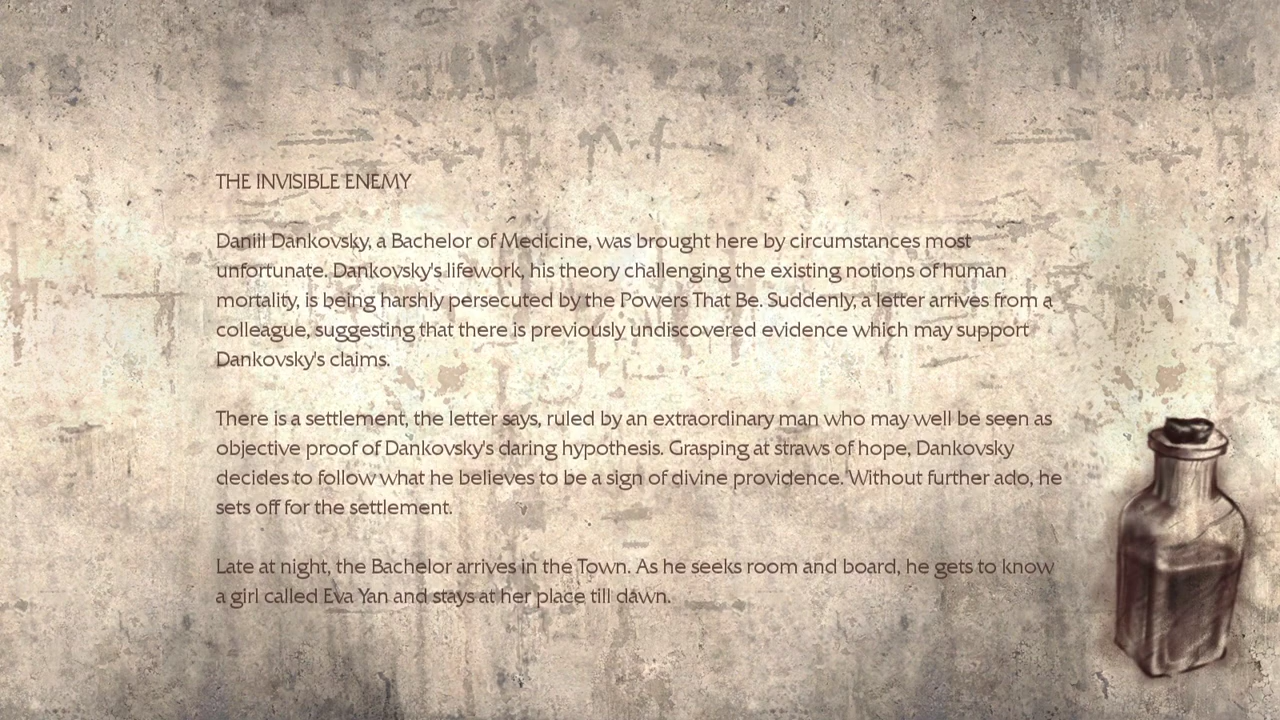 THE INVISIBLE ENEMY
Daniil Dankovsky, a Bachelor of Medicine, was brought here by circumstances most
unfortunate. Dankovsky's lifework, his theory challenging the existing notions of human
mortality, is being harshly persecuted by the Powers That Be. Suddenly, a letter arrives from a
colleague, suggesting that there is previously undiscovered evidence which may support
Dankovsky's claims.
There is a settlement, the letter says, ruled by an extraordinary man who may well be seen as
objective proof of Dankovsky's daring hypothesis. Grasping at straws of hope, Dankovsky
decides to follow what he believes to be a sign of divine providence. Without further ado, he
sets off for the settlement.
Late at night, the Bachelor arrives in the Town. As he seeks room and board, he gets to know
a girl called Eva Yan and stays at her place till dawn.